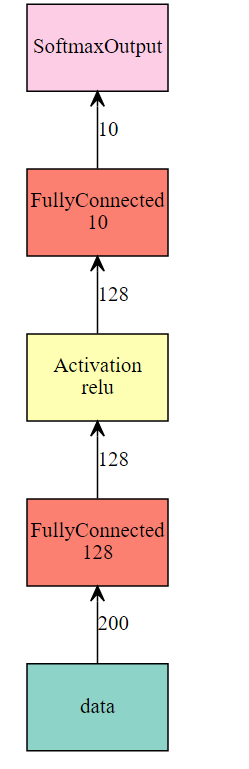 SoftmaxOutput
10
FullyConnected
10
128
Activation
relu
128
FullyConnected
128
200
data